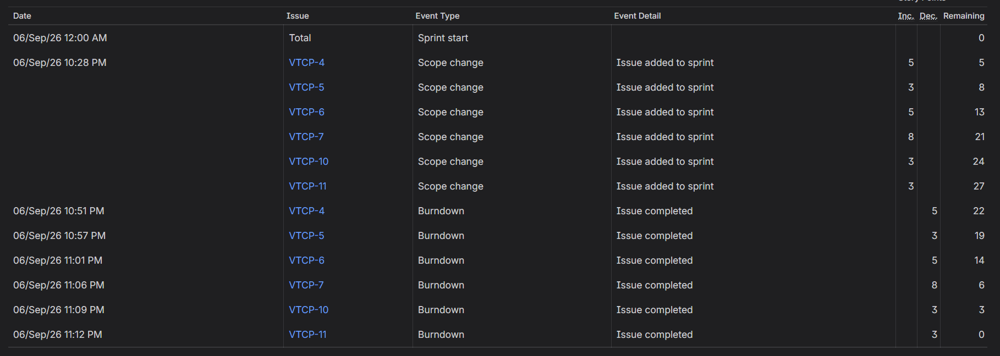 Story Points
Date Issue Event Type Event Detail Inc. Dec. Remaining
06/Sep/26 12:00 AM Total Sprint start 0
06/Sep/26 10:28 PM VTCP-4 Scope change Issue added to sprint 5 5
VTCP-5 Scope change Issue added to sprint 3 8
VTCP-6 Scope change Issue added to sprint 5 13
VTCP-7 Scope change Issue added to sprint 8 21
VTCP-10 Scope change Issue added to sprint 3 24
VTCP-11 Scope change Issue added to sprint 3 27
06/Sep/26 10:51 PM VTCP-4 Burndown Issue completed 5 22
06/Sep/26 10:57 PM VTCP-5 Burndown Issue completed 3 19
06/Sep/26 11:01 PM VTCP-6 Burndown Issue completed 5 14
06/Sep/26 11:06 PM VTCP-7 Burndown Issue completed 8 6
06/Sep/26 11:09 PM VTCP-10 Burndown Issue completed 3 3
06/Sep/26 11:12 PM VTCP-11 Burndown Issue completed 3 0